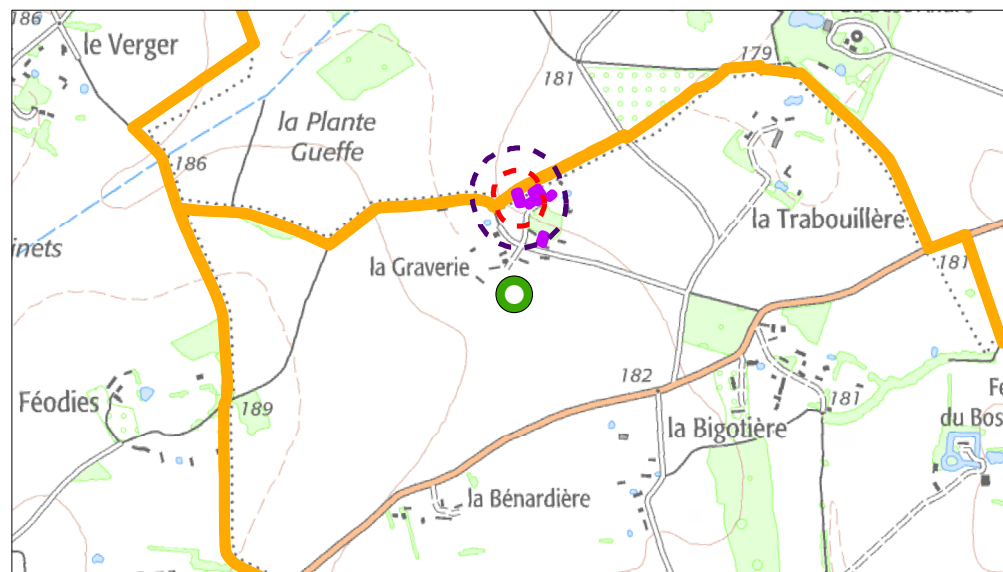 186
le Verger
179
181
la Plante
Gueffe
186
la Trabouillère
inets
la Graverie
181
182
Féodies
189
181
la Bigotière
du Bos
la Bénardière